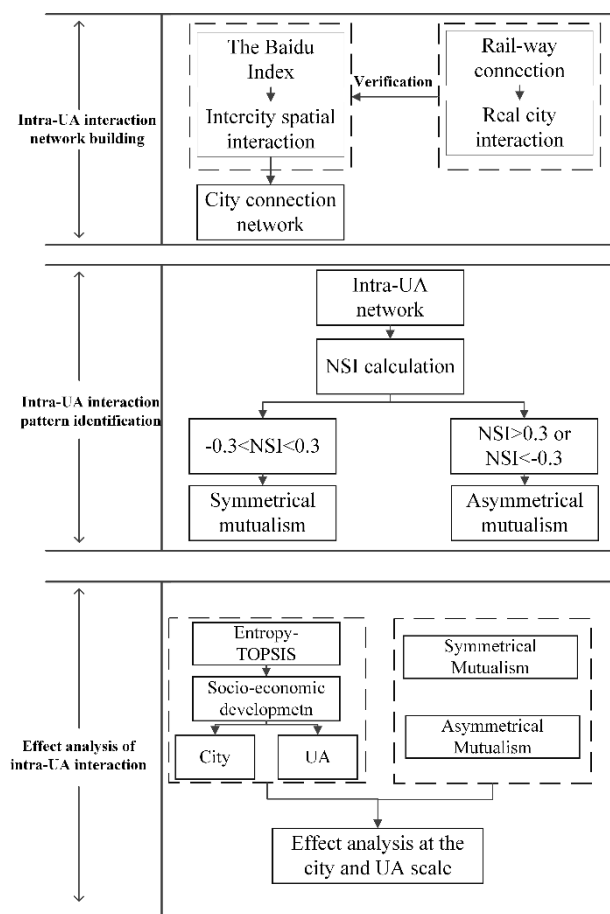 Intra-UA interaction
network building
The Baidu
Index
Intercity spatial
interaction
Verification
Rail-way
connection
Real city
interaction
City connection
network
Intra-UA interaction
pattern identification
Intra-UA
network
NSI calculation
-0.3<NSI<0.3
NSI>0.3 or
NSI<-0.3
Symmetrical
mutualism
Asymmetrical
mutualism
Effect analysis of
intra-UA interaction
Entropy-
TOPSIS
Socio-economic
developmetn
City
UA
Symmetrical
Mutualism
Asymmetrical
Mutualism
Effect analysis at the
city and UA scale